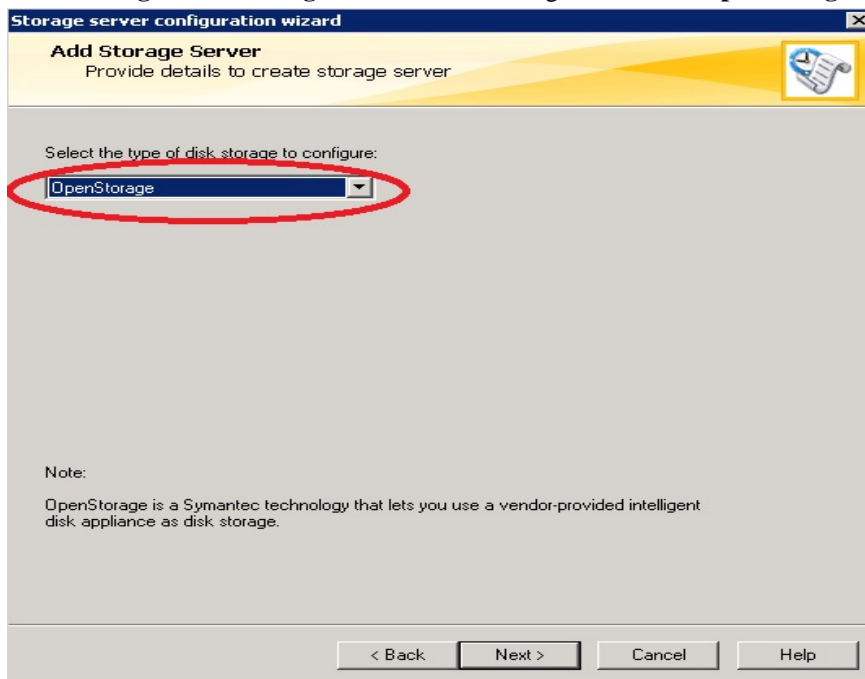 Storage server configuration wizard
Add Storage Server
Provide details to create storage server
Select the type of disk storage to configure:
OpenStorage
Note:
OpenStorage is a Symantec technology that lets you use a vendor-provided intelligent
disk appliance as disk storage.
< Back Next > Cancel Help